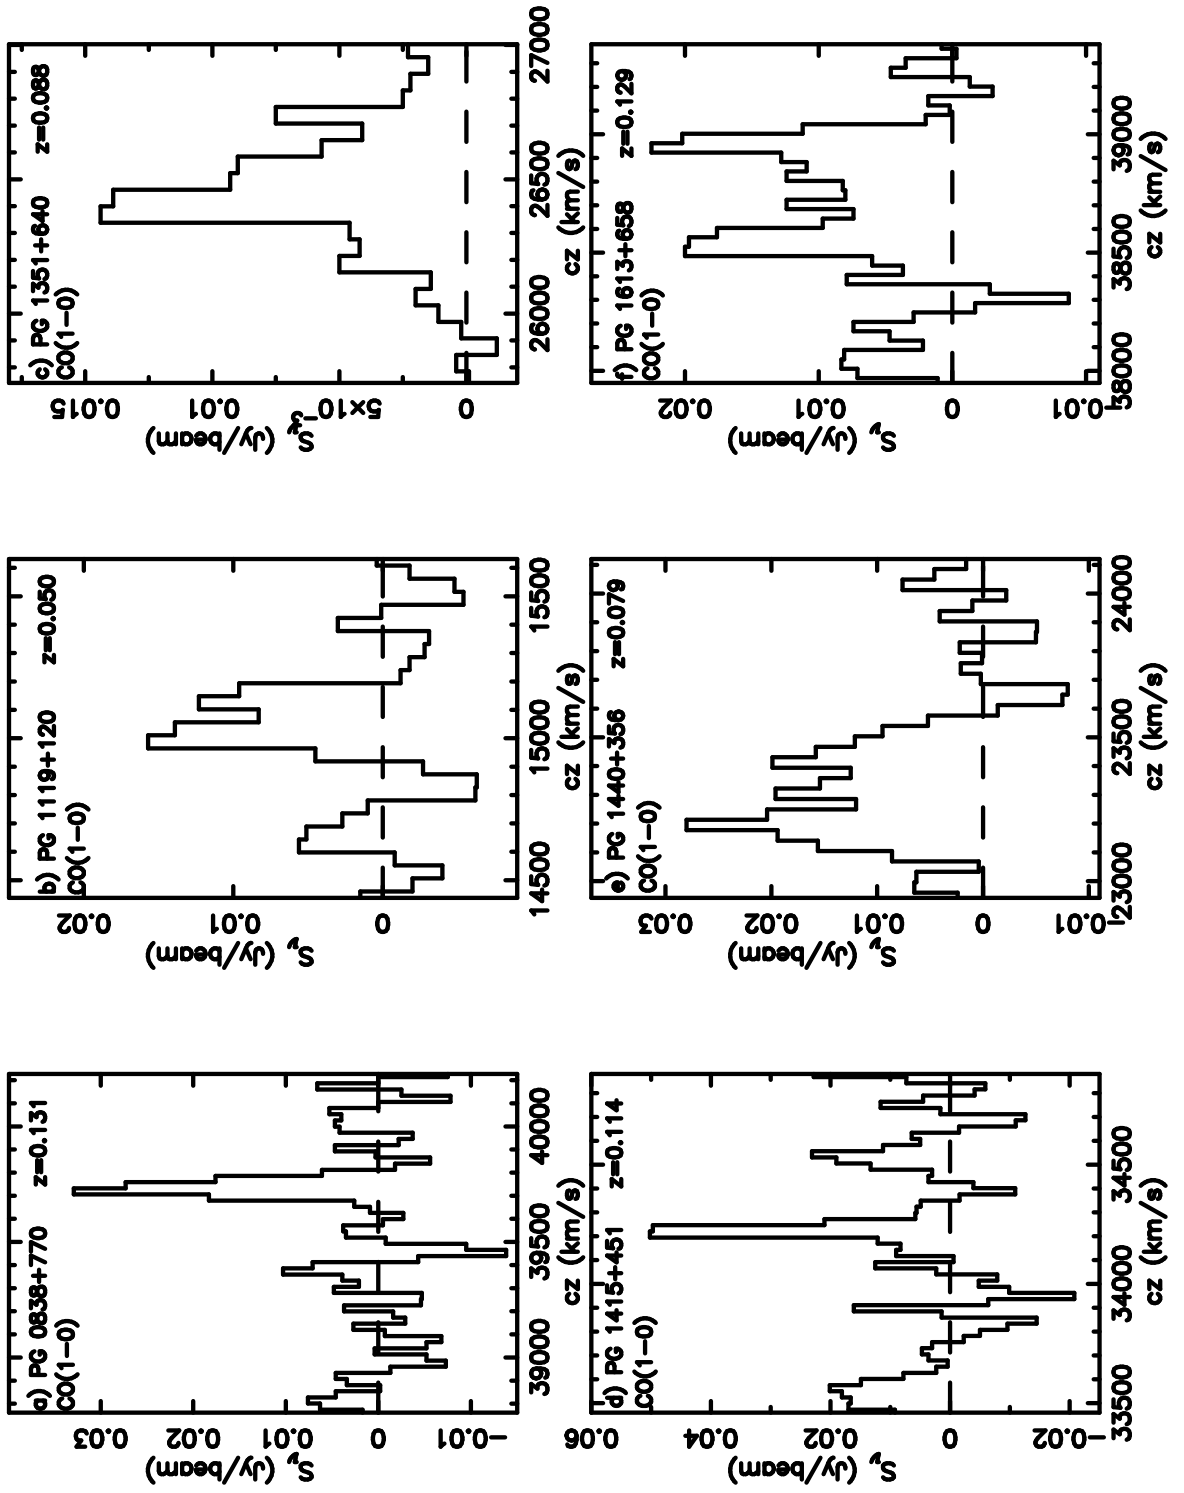 a) PG 0838+770 z=0.131
CO(1−0)
0.03
0.02
0.01
0
−0.01
S𝜈 (Jy/beam)
39000 39500 40000
cz (km/s)
b) PG 1119+120 z=0.050
CO(1−0)
0.02
0.01
0
S𝜈 (Jy/beam)
14500 15000 15500
cz (km/s)
c) PG 1351+640 z=0.088
CO(1−0)
0.015
0.01
5×10⁻³
0
S𝜈 (Jy/beam)
26000 26500 27000
cz (km/s)
d) PG 1415+451 z=0.114
CO(1−0)
0.06
0.04
0.02
0
−0.02
S𝜈 (Jy/beam)
33500 34000 34500
cz (km/s)
e) PG 1440+356 z=0.079
CO(1−0)
0.03
0.02
0.01
0
−0.01
S𝜈 (Jy/beam)
23000 23500 24000
cz (km/s)
f) PG 1613+658 z=0.129
CO(1−0)
0.02
0.01
0
−0.01
S𝜈 (Jy/beam)
38000 38500 39000
cz (km/s)